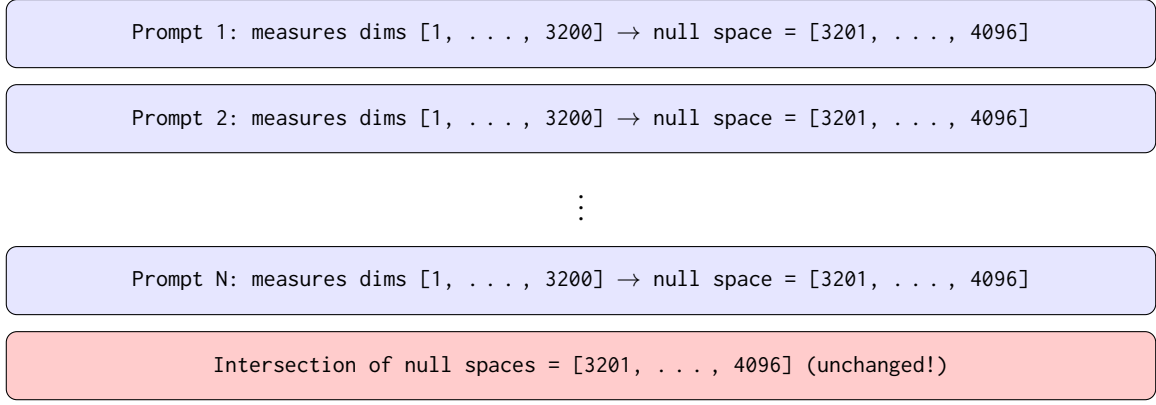 Prompt 1: measures dims [1, . . . , 3200] → null space = [3201, . . . , 4096]
Prompt 2: measures dims [1, . . . , 3200] → null space = [3201, . . . , 4096]
⋮
Prompt N: measures dims [1, . . . , 3200] → null space = [3201, . . . , 4096]
Intersection of null spaces = [3201, . . . , 4096] (unchanged!)